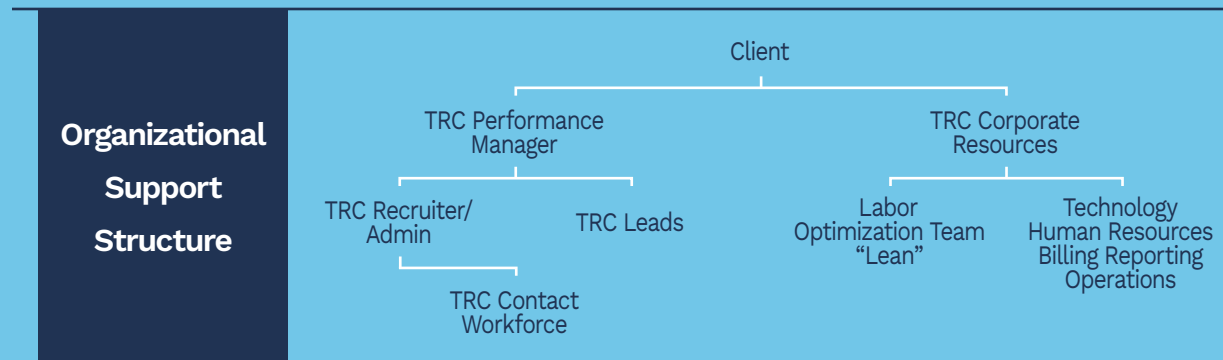 Organizational
Support
Structure
Client
TRC Performance
Manager
TRC Corporate
Resources
TRC Recruiter/
Admin
TRC Leads
Labor
Optimization Team
“Lean”
Technology
Human Resources
Billing Reporting
Operations
TRC Contact
Workforce